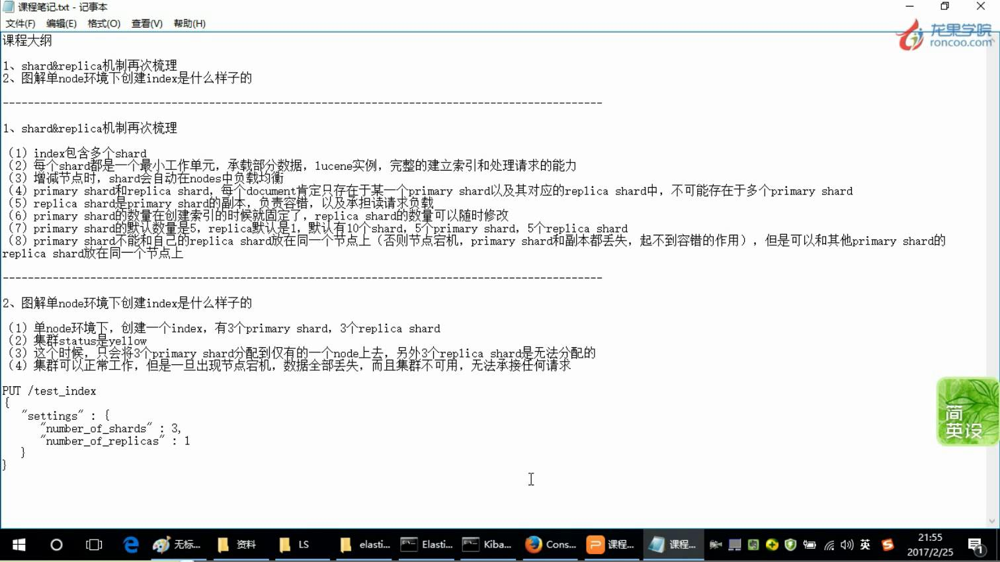 课程笔记.txt - 记事本
文件(F) 编辑(E) 格式(O) 查看(V) 帮助(H)
龙果学院
roncoo.com
课程大纲
1、shard&replica机制再次梳理
2、图解单node环境下创建index是什么样子的
-------------------------------------------------------------------------------------------------
1、shard&replica机制再次梳理
（1）index包含多个shard
（2）每个shard都是一个最小工作单元，承载部分数据，lucene实例，完整的建立索引和处理请求的能力
（3）增减节点时，shard会自动在nodes中负载均衡
（4）primary shard和replica shard，每个document肯定只存在于某一个primary shard以及其对应的replica shard中，不可能存在于多个primary shard
（5）replica shard是primary shard的副本，负责容错，以及承担读请求负载
（6）primary shard的数量在创建索引的时候就固定了，replica shard的数量可以随时修改
（7）primary shard的默认数量是5，replica默认是1，默认有10个shard，5个primary shard，5个replica shard
（8）primary shard不能和自己的replica shard放在同一个节点上（否则节点宕机，primary shard和副本都丢失，起不到容错的作用），但是可以和其他primary shard的
replica shard放在同一个节点上
-------------------------------------------------------------------------------------------------
2、图解单node环境下创建index是什么样子的
（1）单node环境下，创建一个index，有3个primary shard，3个replica shard
（2）集群status是yellow
（3）这个时候，只会将3个primary shard分配到仅有的一个node上去，另外3个replica shard是无法分配的
（4）集群可以正常工作，但是一旦出现节点宕机，数据全部丢失，而且集群不可用，无法承接任何请求
PUT /test_index
{
"settings" : {
"number_of_shards" : 3,
"number_of_replicas" : 1
}
}
简
英 设
无标... 资料 LS elasti... Elasti... Kiba... Cons... 课程... 课程... 英
21:55
2017/2/25
1